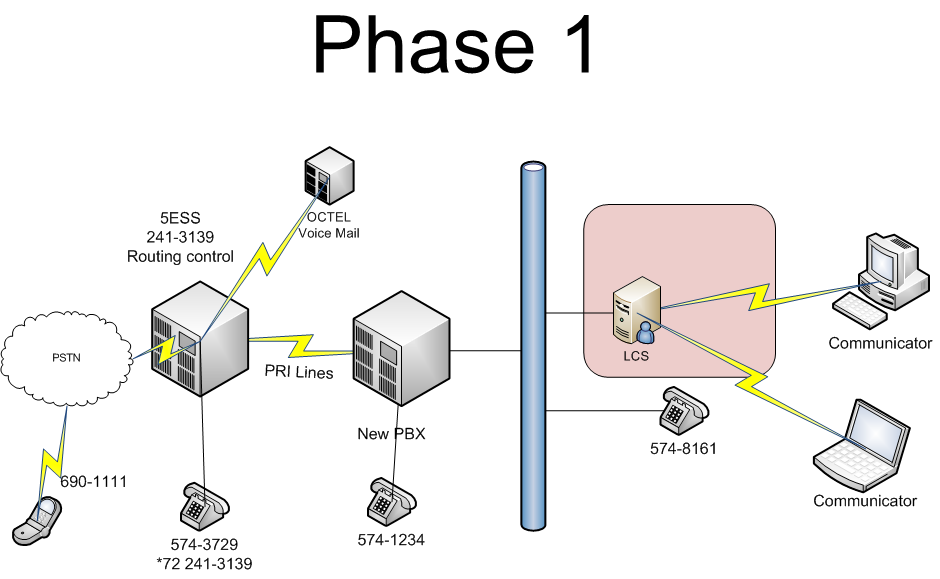 Phase 1
OCTEL
Voice Mail
5ESS
241-3139
Routing control
PSTN
PRI Lines
LCS
Communicator
New PBX
574-8161
690-1111
Communicator
574-3729
*72 241-3139
574-1234